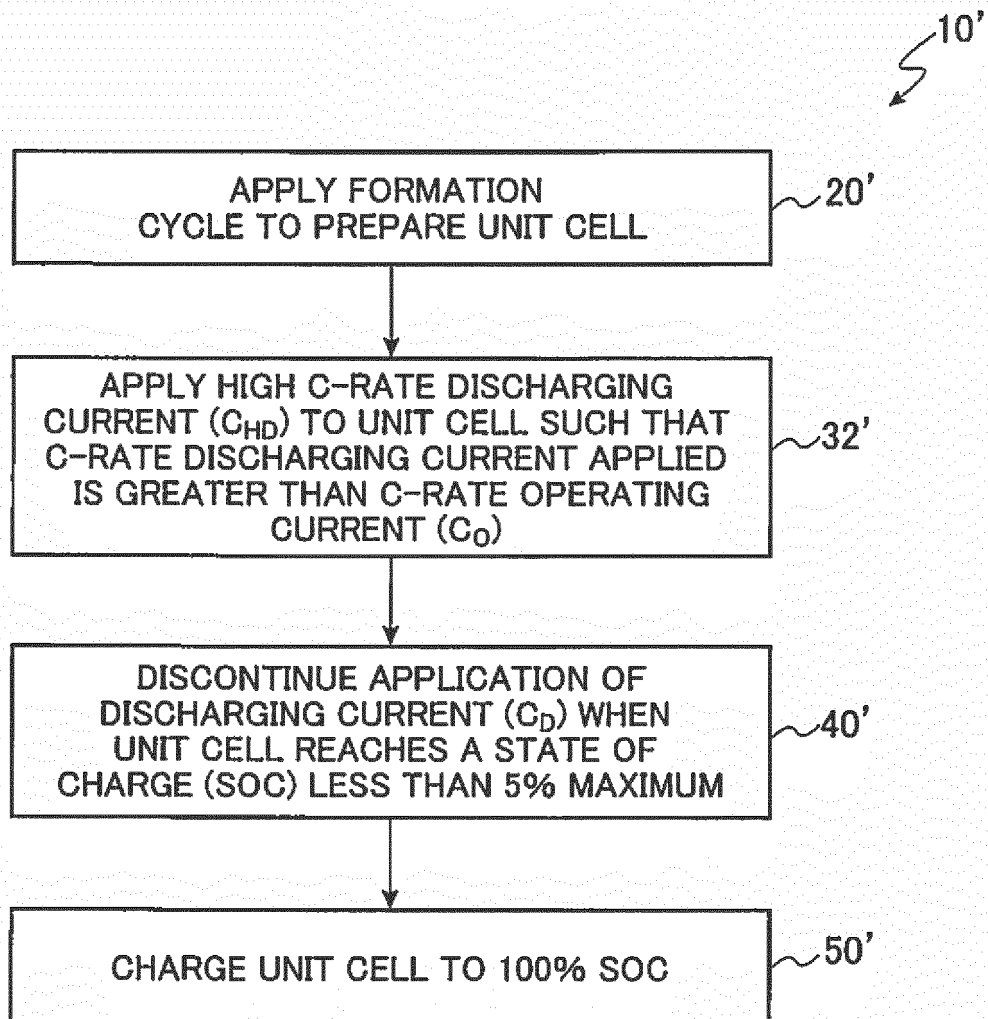 10'
APPLY FORMATION
CYCLE TO PREPARE UNIT CELL
20'
APPLY HIGH C-RATE DISCHARGING
CURRENT (CHD) TO UNIT CELL SUCH THAT
C-RATE DISCHARGING CURRENT APPLIED
IS GREATER THAN C-RATE OPERATING
CURRENT (CO)
32'
DISCONTINUE APPLICATION OF
DISCHARGING CURRENT (CD) WHEN
UNIT CELL REACHES A STATE OF
CHARGE (SOC) LESS THAN 5% MAXIMUM
40'
CHARGE UNIT CELL TO 100% SOC
50'